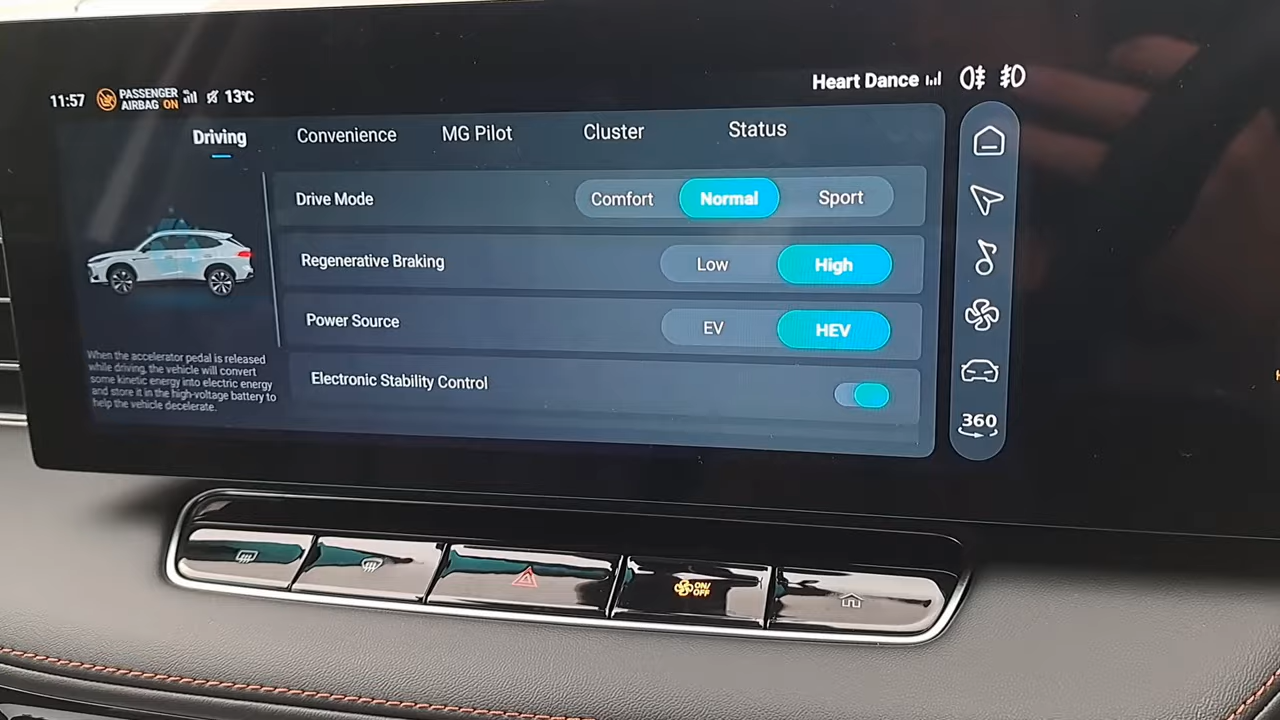 11:57
PASSENGER
AIRBAG ON
13℃
Heart Dance
Driving
Convenience
MG Pilot
Cluster
Status
Drive Mode
Comfort
Normal
Sport
Regenerative Braking
Low
High
Power Source
EV
HEV
Electronic Stability Control
When the accelerator pedal is released
while driving, the vehicle will convert
some kinetic energy into electric energy
and store it in the high-voltage battery to
help the vehicle decelerate.
360
ON/
OFF